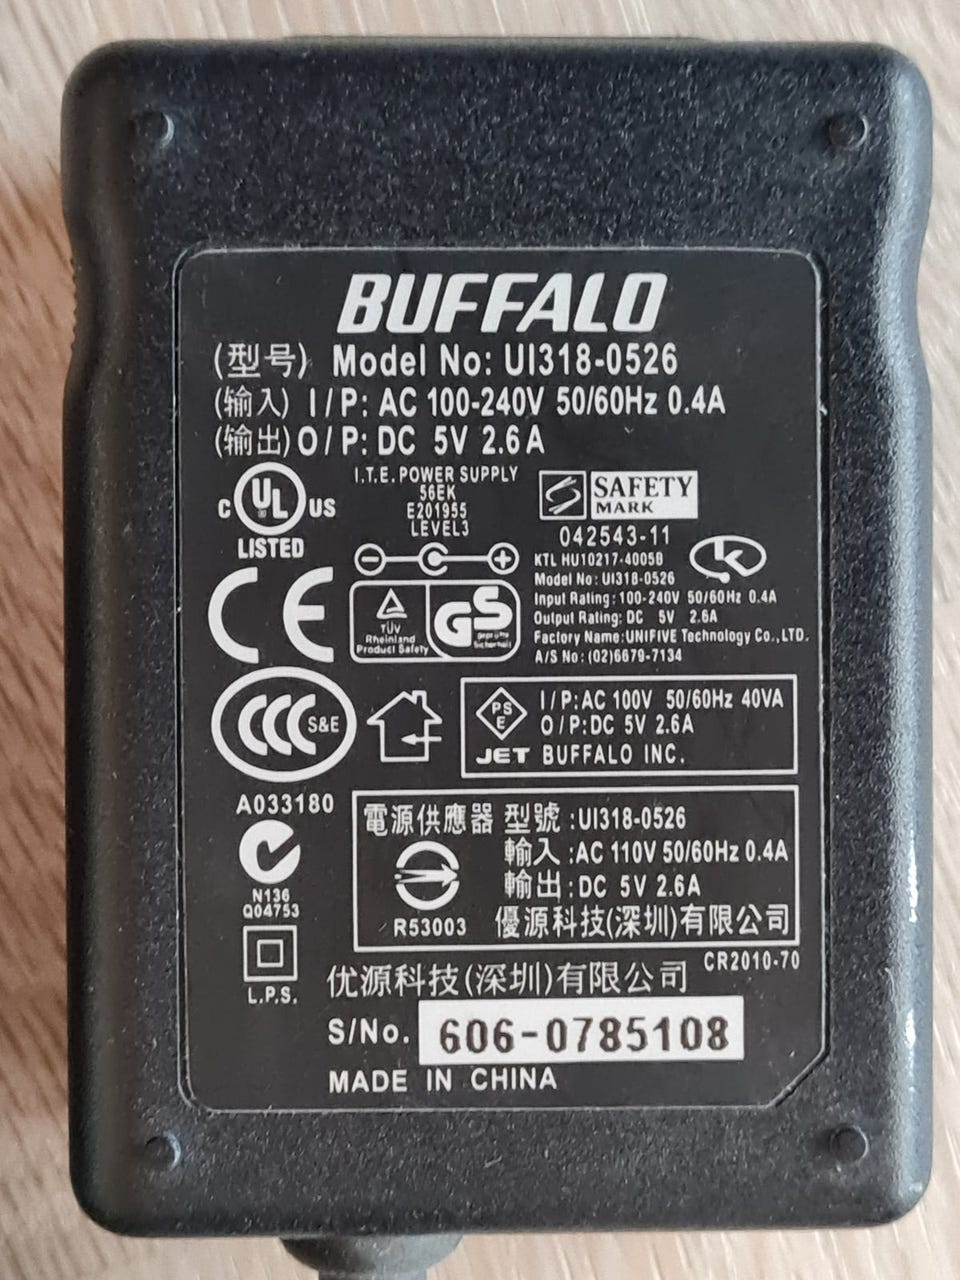 BUFFALO
(型号) Model No: UI318-0526
(输入) I/P: AC 100-240V 50/60Hz 0.4A
(输出) O/P: DC 5V 2.6A
I.T.E. POWER SUPPLY
56EK
E201955
LEVEL3
C UL US
LISTED
SAFETY
MARK
042543-11
KTL HU10217-4005B
Model No: UI318-0526
Input Rating: 100-240V 50/60Hz 0.4A
Output Rating: DC 5V 2.6A
Factory Name: UNIFIVE Technology Co., LTD.
A/S No: (02)6679-7134
CE
TÜV
Rheinland
Product Safety
GS
geprüfte
Sicherheit
CCC S&E
A033180
PS
E
JET
I/P: AC 100V 50/60Hz 40VA
O/P: DC 5V 2.6A
BUFFALO INC.
N136
Q04753
電源供應器 型號 :UI318-0526
輸入 :AC 110V 50/60Hz 0.4A
輸出 :DC 5V 2.6A
R53003 優源科技(深圳)有限公司
CR2010-70
L.P.S.
优源科技(深圳)有限公司
S/No. 606-0785108
MADE IN CHINA